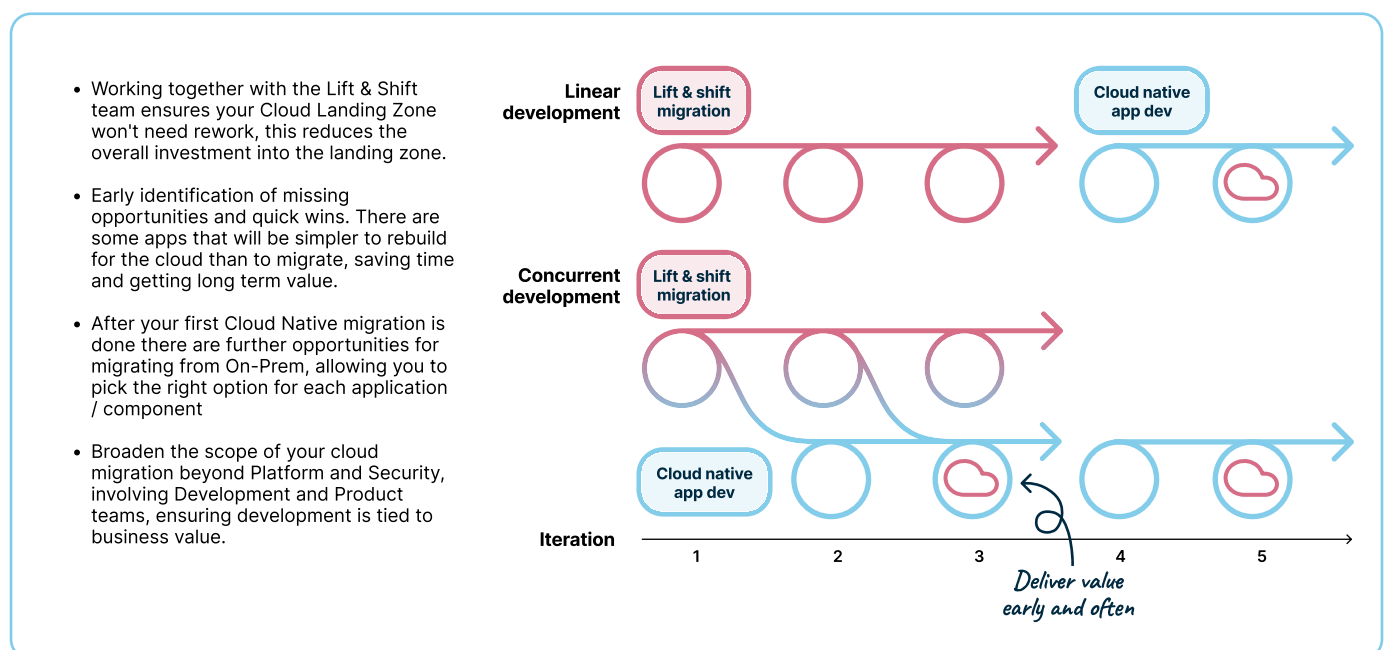 • Working together with the Lift & Shift
team ensures your Cloud Landing Zone
won't need rework, this reduces the
overall investment into the landing zone.
• Early identification of missing
opportunities and quick wins. There are
some apps that will be simpler to rebuild
for the cloud than to migrate, saving time
and getting long term value.
• After your first Cloud Native migration is
done there are further opportunities for
migrating from On-Prem, allowing you to
pick the right option for each application
/ component
• Broaden the scope of your cloud
migration beyond Platform and Security,
involving Development and Product
teams, ensuring development is tied to
business value.
Linear
development
Lift & shift
migration
Cloud native
app dev
Concurrent
development
Lift & shift
migration
Cloud native
app dev
Iteration
1 2 3 4 5
Deliver value
early and often